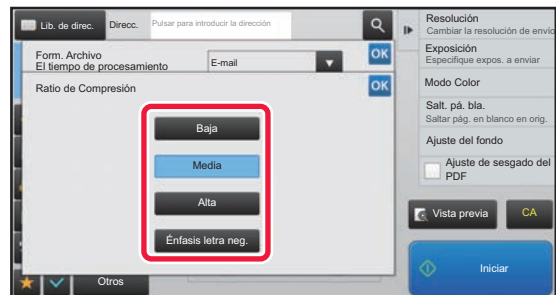 Lib. de direc.
Direcc.
Pulsar para introducir la dirección
Form. Archivo
El tiempo de procesamiento
E-mail
OK
Ratio de Compresión
OK
Baja
Media
Alta
Énfasis letra neg.
Otros
Resolución
Cambiar la resolución de envío
Exposición
Especifique expos. a enviar
Modo Color
Salt. pá. bla.
Saltar pág. en blanco en orig.
Ajuste del fondo
Ajuste de sesgado del
PDF
Vista previa
CA
Iniciar